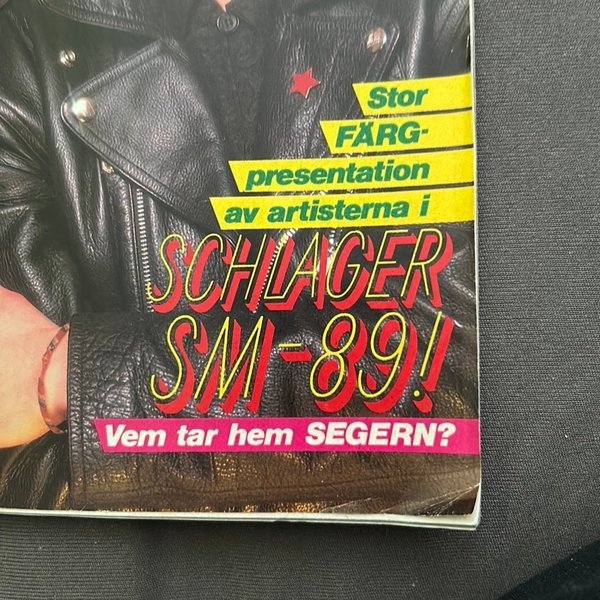 Stor
FÄRG-
presentation
av artisterna i
SCHLAGER
SM-89!
Vem tar hem SEGERN?